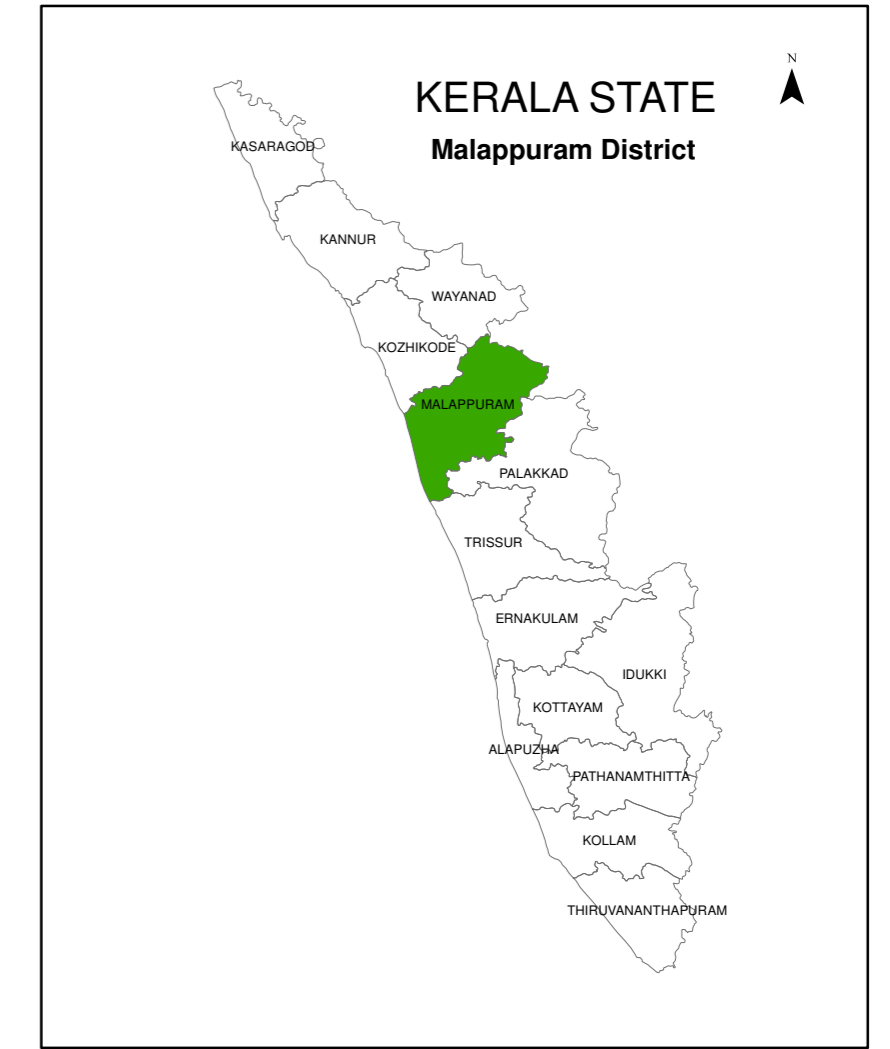 N
KERALA STATE
Malappuram District
KASARAGOD
KANNUR
WAYANAD
KOZHIKODE
MALAPPURAM
PALAKKAD
TRISSUR
ERNAKULAM
IDUKKI
KOTTAYAM
ALAPUZHA
PATHANAMTHITTA
KOLLAM
THIRUVANANTHAPURAM